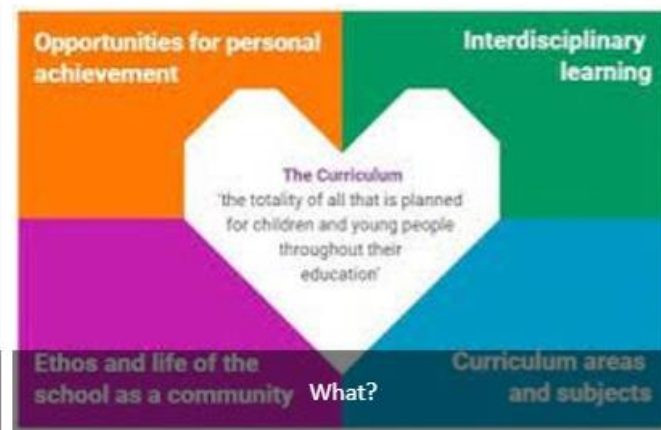 Opportunities for personal
achievement
Interdisciplinary
learning
The Curriculum
'the totality of all that is planned
for children and young people
throughout their
education'
Ethos and life of the
school as a community
What?
Curriculum areas
and subjects